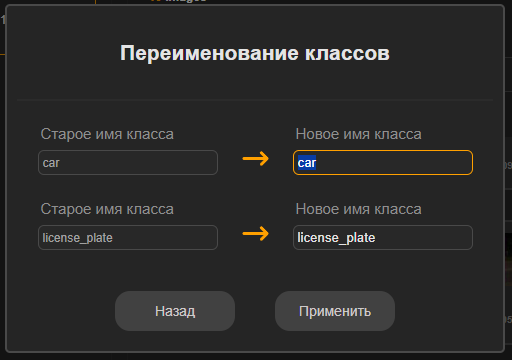 images
Переименование классов
Старое имя класса
Новое имя класса
car
car
Старое имя класса
Новое имя класса
license_plate
license_plate
Назад
Применить